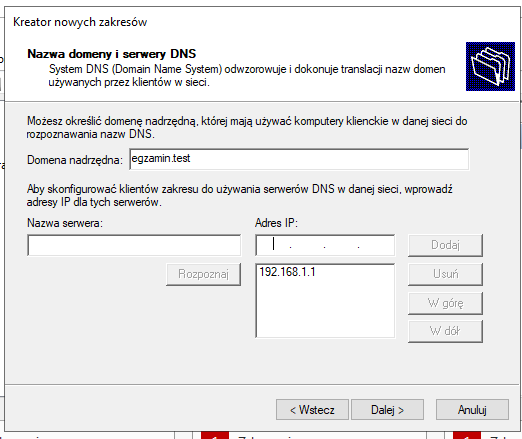 Kreator nowych zakresów
Nazwa domeny i serwery DNS
System DNS (Domain Name System) odwzorowuje i dokonuje translacji nazw domen
używanych przez klientów w sieci.
Możesz określić domenę nadrzędną, której mają używać komputery klienckie w danej sieci do
rozpoznawania nazw DNS.
Domena nadrzędna: egzamin.test
Aby skonfigurować klientów zakresu do używania serwerów DNS w danej sieci, wprowadź
adresy IP dla tych serwerów.
Nazwa serwera: Adres IP:
. . . Dodaj
Rozpoznaj 192.168.1.1 Usuń
W górę
W dół
< Wstecz Dalej > Anuluj